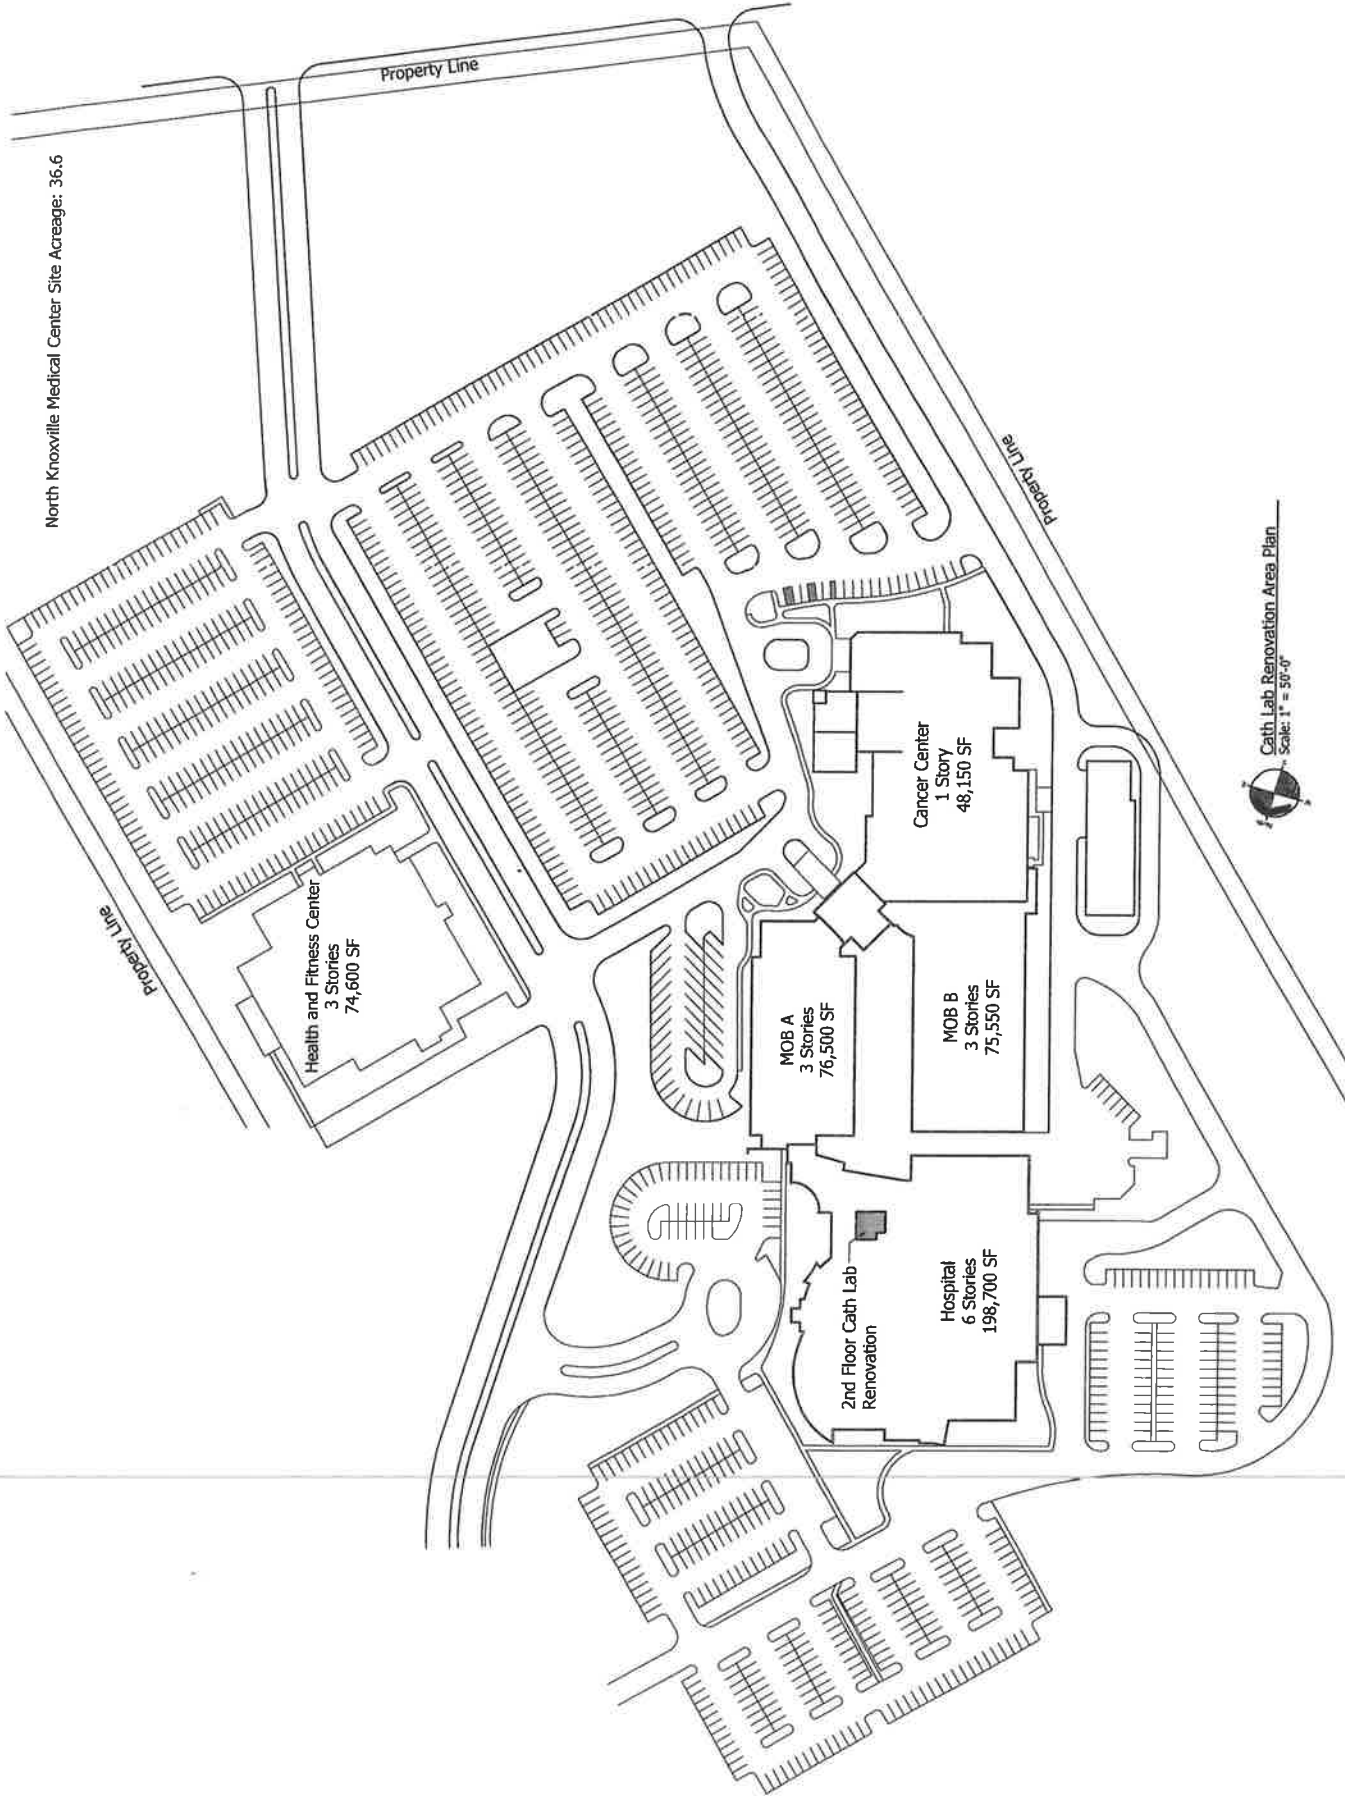 North Knoxville Medical Center Site Acreage: 36.6
Property Line
Property Line
Property Line
Health and Fitness Center
3 Stories
74,600 SF
Cancer Center
1 Story
48,150 SF
MOB A
3 Stories
76,500 SF
MOB B
3 Stories
75,550 SF
2nd Floor Cath Lab
Renovation
Hospital
6 Stories
198,700 SF
Cath Lab Renovation Area Plan
Scale: 1" = 50'-0"